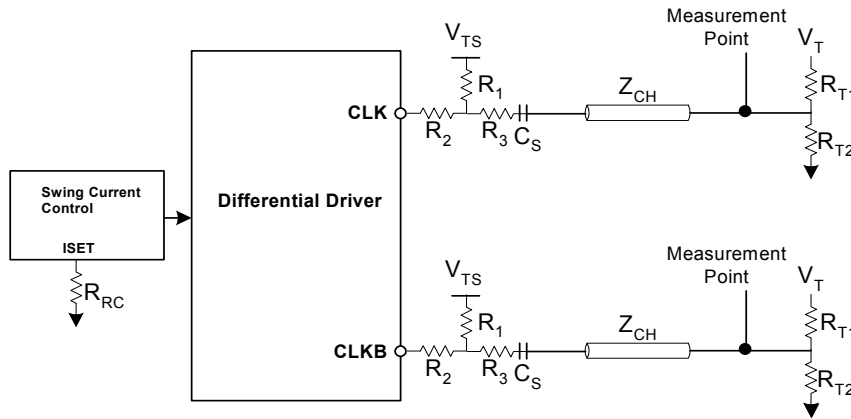 Measurement
Point
V_TS
V_T
R_1
R_T1
Z_CH
CLK
R_2
R_3
C_S
R_T2
Swing Current
Control
ISET
Differential Driver
R_RC
Measurement
Point
V_TS
V_T
R_1
R_T1
Z_CH
CLKB
R_2
R_3
C_S
R_T2